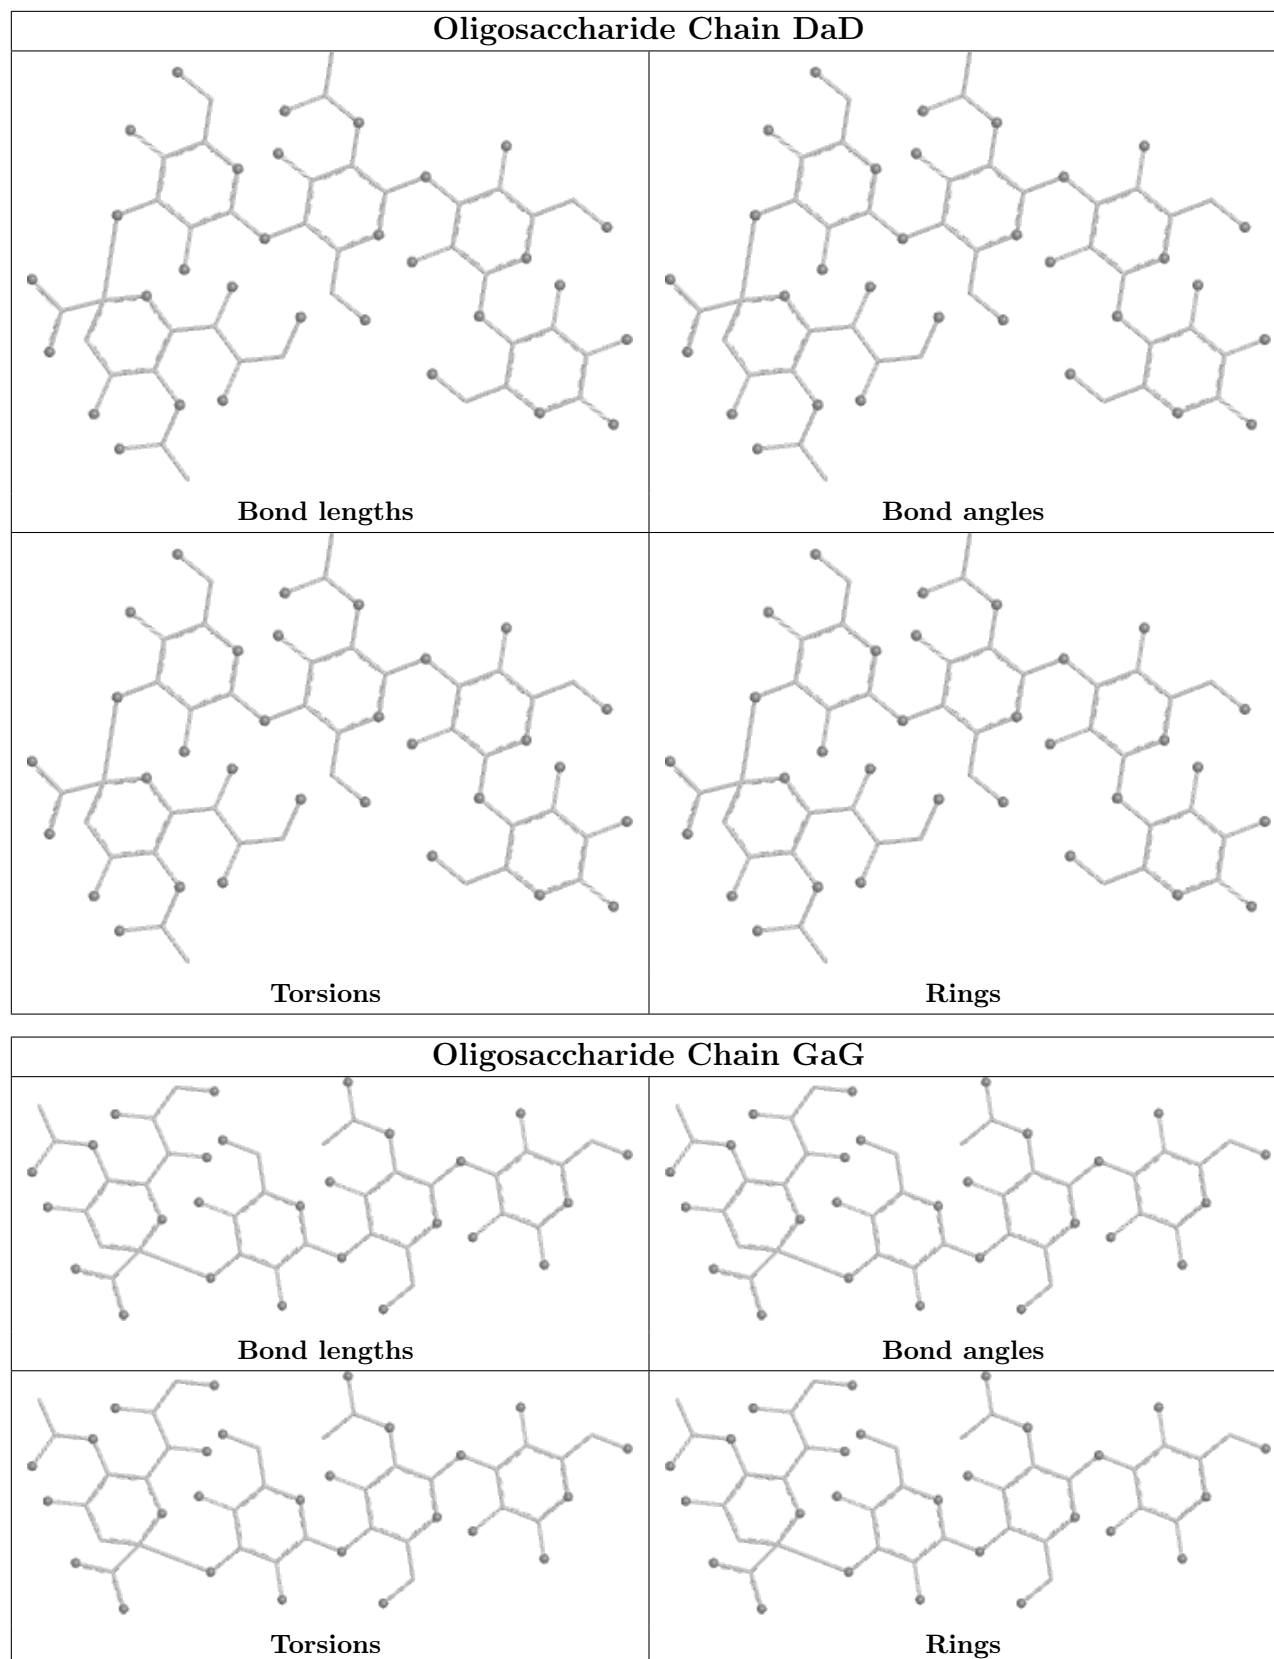 Oligosaccharide Chain DaD
Bond lengths
Bond angles
Torsions
Rings
Oligosaccharide Chain GaG
Bond lengths
Bond angles
Torsions
Rings